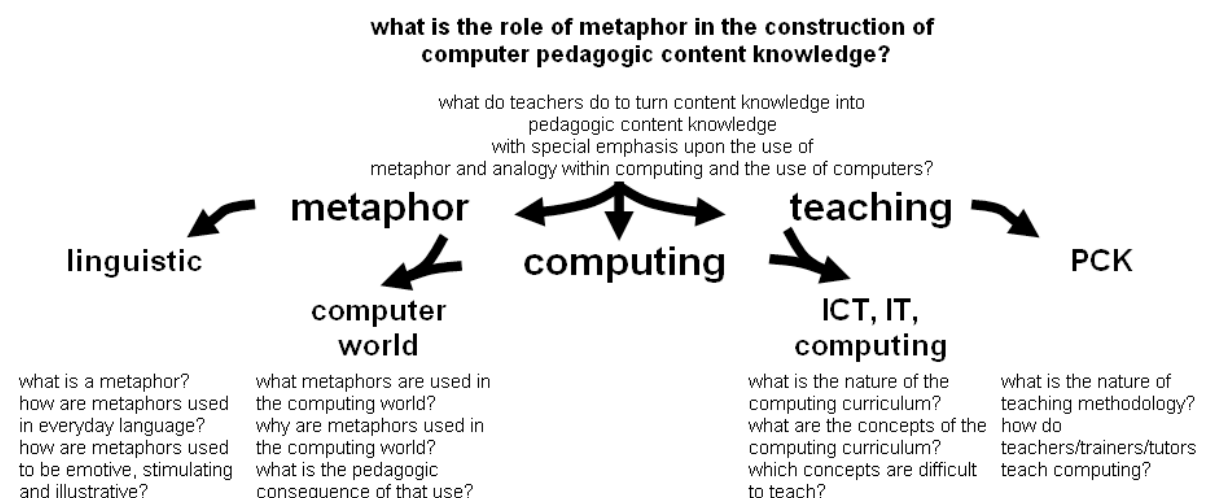 what is the role of metaphor in the construction of
computer pedagogic content knowledge?
what do teachers do to turn content knowledge into
pedagogic content knowledge
with special emphasis upon the use of
metaphor and analogy within computing and the use of computers?
metaphor
teaching
linguistic
computing
PCK
computer
world
ICT, IT,
computing
what is a metaphor?
how are metaphors used
in everyday language?
how are metaphors used
to be emotive, stimulating
and illustrative?
what metaphors are used in
the computing world?
why are metaphors used in
the computing world?
what is the pedagogic
consequence of that use?
what is the nature of the
computing curriculum?
what are the concepts of the
computing curriculum?
which concepts are difficult
to teach?
what is the nature of
teaching methodology?
how do
teachers/trainers/tutors
teach computing?